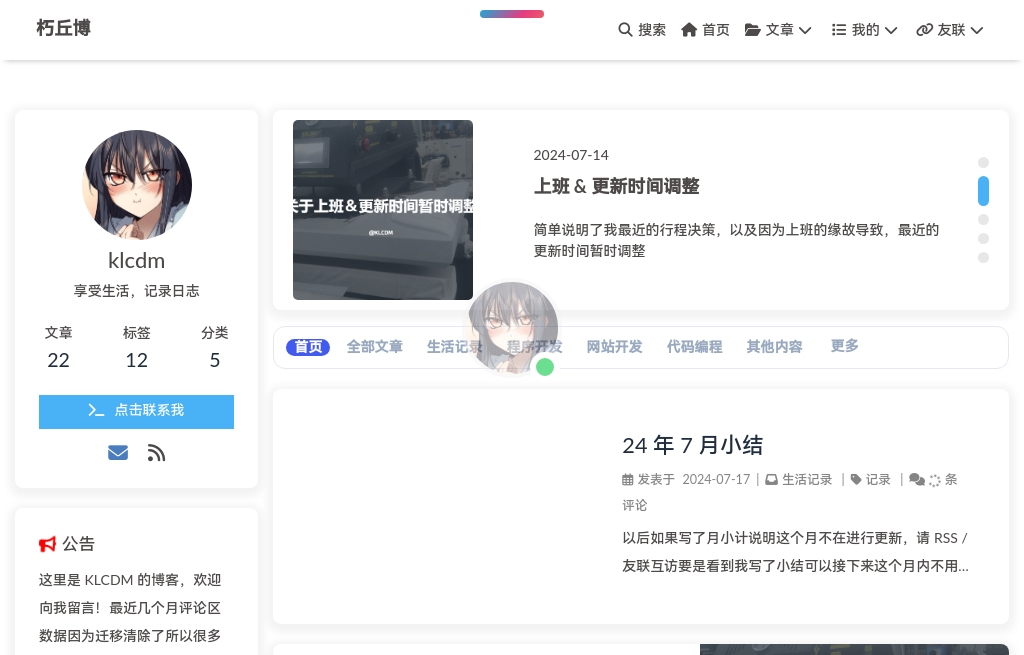 朽丘博
搜索 首页 文章 我的 友联
klcdm
享受生活，记录日志
文章 标签 分类
22 12 5
点击联系我
公告
这里是 KLCDM 的博客，欢迎
向我留言！最近几个月评论区
数据因为迁移清除了所以很多
关于上班&更新时间暂时调整
@KLCDM
2024-07-14
上班 & 更新时间调整
简单说明了我最近的行程决策，以及因为上班的缘故导致，最近的
更新时间暂时调整
首页 全部文章 生活记录 程序开发 网站开发 代码编程 其他内容 更多
24 年 7 月小结
发表于 2024-07-17 | 生活记录 | 记录 | 条
评论
以后如果写了月小计说明这个月不在进行更新，请 RSS /
友联互访要是看到我写了小结可以接下来这个月内不用...